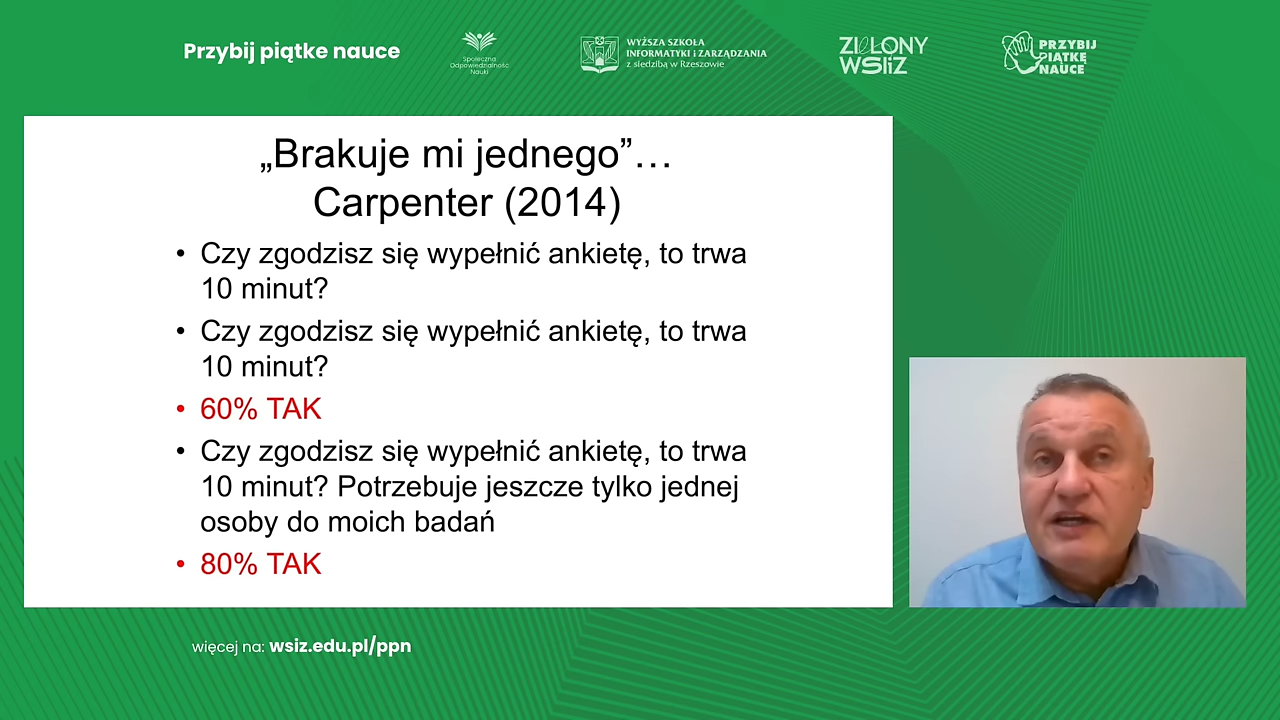 Przybij piątke nauce
Społeczna
Odpowiedzialność
Nauki
WYŻSZA SZKOŁA
INFORMATYKI i ZARZĄDZANIA
z siedzibą w Rzeszowie
ZIELONY
WSIiZ
PRZYBIJ
PIĄTKĘ
NAUCE
„Brakuje mi jednego”…
Carpenter (2014)
• Czy zgodzisz się wypełnić ankietę, to trwa
10 minut?
• Czy zgodzisz się wypełnić ankietę, to trwa
10 minut?
• 60% TAK
• Czy zgodzisz się wypełnić ankietę, to trwa
10 minut? Potrzebuje jeszcze tylko jednej
osoby do moich badań
• 80% TAK
więcej na: wsiz.edu.pl/ppn